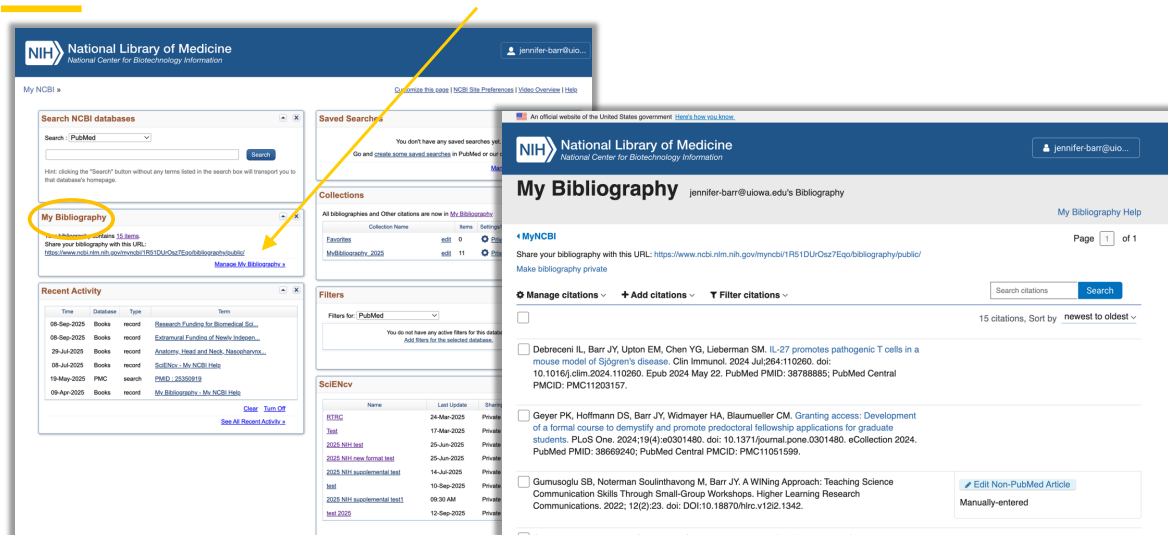 NIH National Library of Medicine
National Center for Biotechnology Information
jennifer-barr@uio...
My NCBI »
Customize this page | NCBI Site Preferences | Video Overview | Help
Search NCBI databases
Search : PubMed
Search
Hint: clicking the "Search" button without any terms listed in the search box will transport you to
that database's homepage.
My Bibliography
Your bibliography contains 15 items.
Share your bibliography with this URL:
https://www.ncbi.nlm.nih.gov/myncbi/1R51DUrOsz7Eqo/bibliography/public/
Manage My Bibliography »
Recent Activity
Time Database Type Term
08-Sep-2025 Books record Research Funding for Biomedical Sci...
08-Sep-2025 Books record Extramural Funding of Newly Indepen...
29-Jul-2025 Books record Anatomy, Head and Neck, Nasopharynx...
08-Jul-2025 Books record SciENcv - My NCBI Help
19-May-2025 PMC search PMID : 25350919
09-Apr-2025 Books record My Bibliography - My NCBI Help
Clear Turn Off
See All Recent Activity »
Saved Searches
You don't have any saved searches yet.
Go and create some saved searches in PubMed or our
Collections
All bibliographies and Other citations are now in My Bibliography
Collection Name Items
Favorites edit 0
MyBibliography_2025 edit 11
Filters
Filters for: PubMed
You do not have any active filters for this
Add filters for the selected database.
SciENcv
Name Last Update Sharing
RTRC 24-Mar-2025 Private
Test 17-Mar-2025 Private
2025 NIH test 25-Jun-2025 Private
2025 NIH new format test 25-Jun-2025 Private
2025 NIH supplemental test 14-Jul-2025 Private
test 10-Sep-2025 Private
2025 NIH supplemental test1 09:30 AM Private
test 2025 12-Sep-2025 Private
An official website of the United States government Here's how you know
NIH National Library of Medicine
National Center for Biotechnology Information
jennifer-barr@uio...
My Bibliography jennifer-barr@uiowa.edu's Bibliography
My Bibliography Help
MyNCBI
Page 1 of 1
Share your bibliography with this URL: https://www.ncbi.nlm.nih.gov/myncbi/1R51DUrOsz7Eqo/bibliography/public/
Make bibliography private
Manage citations + Add citations Filter citations
Search citations Search
15 citations, Sort by newest to oldest
Debreceni IL, Barr JY, Upton EM, Chen YG, Lieberman SM. IL-27 promotes pathogenic T cells in a
mouse model of Sjögren's disease. Clin Immunol. 2024 Jul;264:110260. doi:
10.1016/j.clim.2024.110260. Epub 2024 May 22. PubMed PMID: 38788885; PubMed Central
PMCID: PMC11203157.
Geyer PK, Hoffmann DS, Barr JY, Widmayer HA, Blaumueller CM. Granting access: Development
of a formal course to demystify and promote predoctoral fellowship applications for graduate
students. PLoS One. 2024;19(4):e0301480. doi: 10.1371/journal.pone.0301480. eCollection 2024.
PubMed PMID: 38669240; PubMed Central PMCID: PMC11051599.
Gumusoglu SB, Noterman Soulinthavong M, Barr JY. A WINing Approach: Teaching Science
Communication Skills Through Small-Group Workshops. Higher Learning Research
Communications. 2022; 12(2):23. doi: DOI:10.18870/hlrc.v12i2.1342.
Edit Non-PubMed Article
Manually-entered